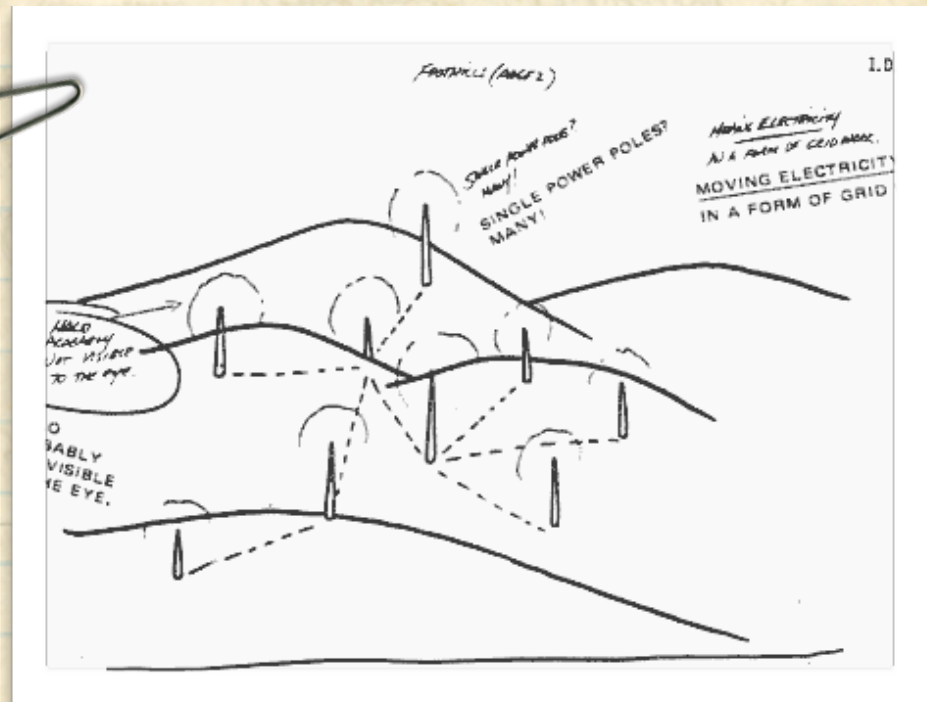 FOOTHILLS (PAGE 2)
I.D
SINGLE POWER POLES?
MANY!
SINGLE POWER POLES?
MANY!
MOVING ELECTRICITY
IN A FORM OF GRID WORK.
MOVING ELECTRICITY
IN A FORM OF GRID
HALO
PROBABLY
NOT VISIBLE
TO THE EYE.
O
BABLY
VISIBLE
HE EYE.